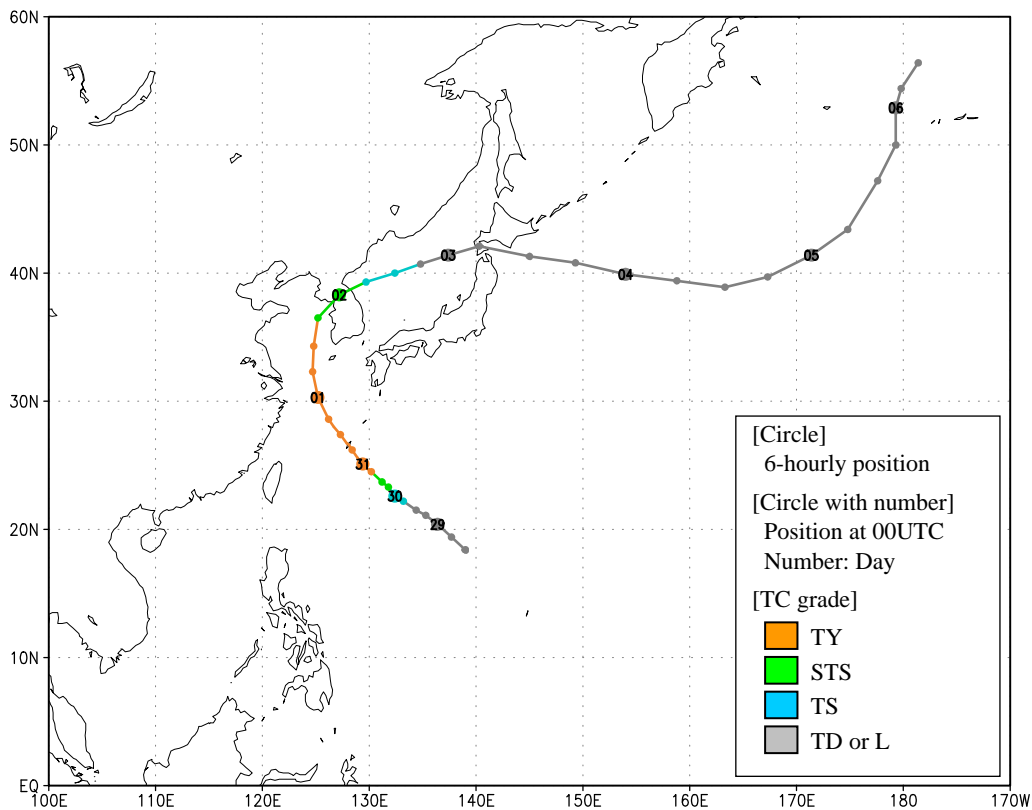 60N
50N
40N
30N
20N
10N
EQ
100E 110E 120E 130E 140E 150E 160E 170E 180 170W
06
05
04
03
02
01
31
30
29
[Circle]
6-hourly position
[Circle with number]
Position at 00UTC
Number: Day
[TC grade]
TY
STS
TS
TD or L